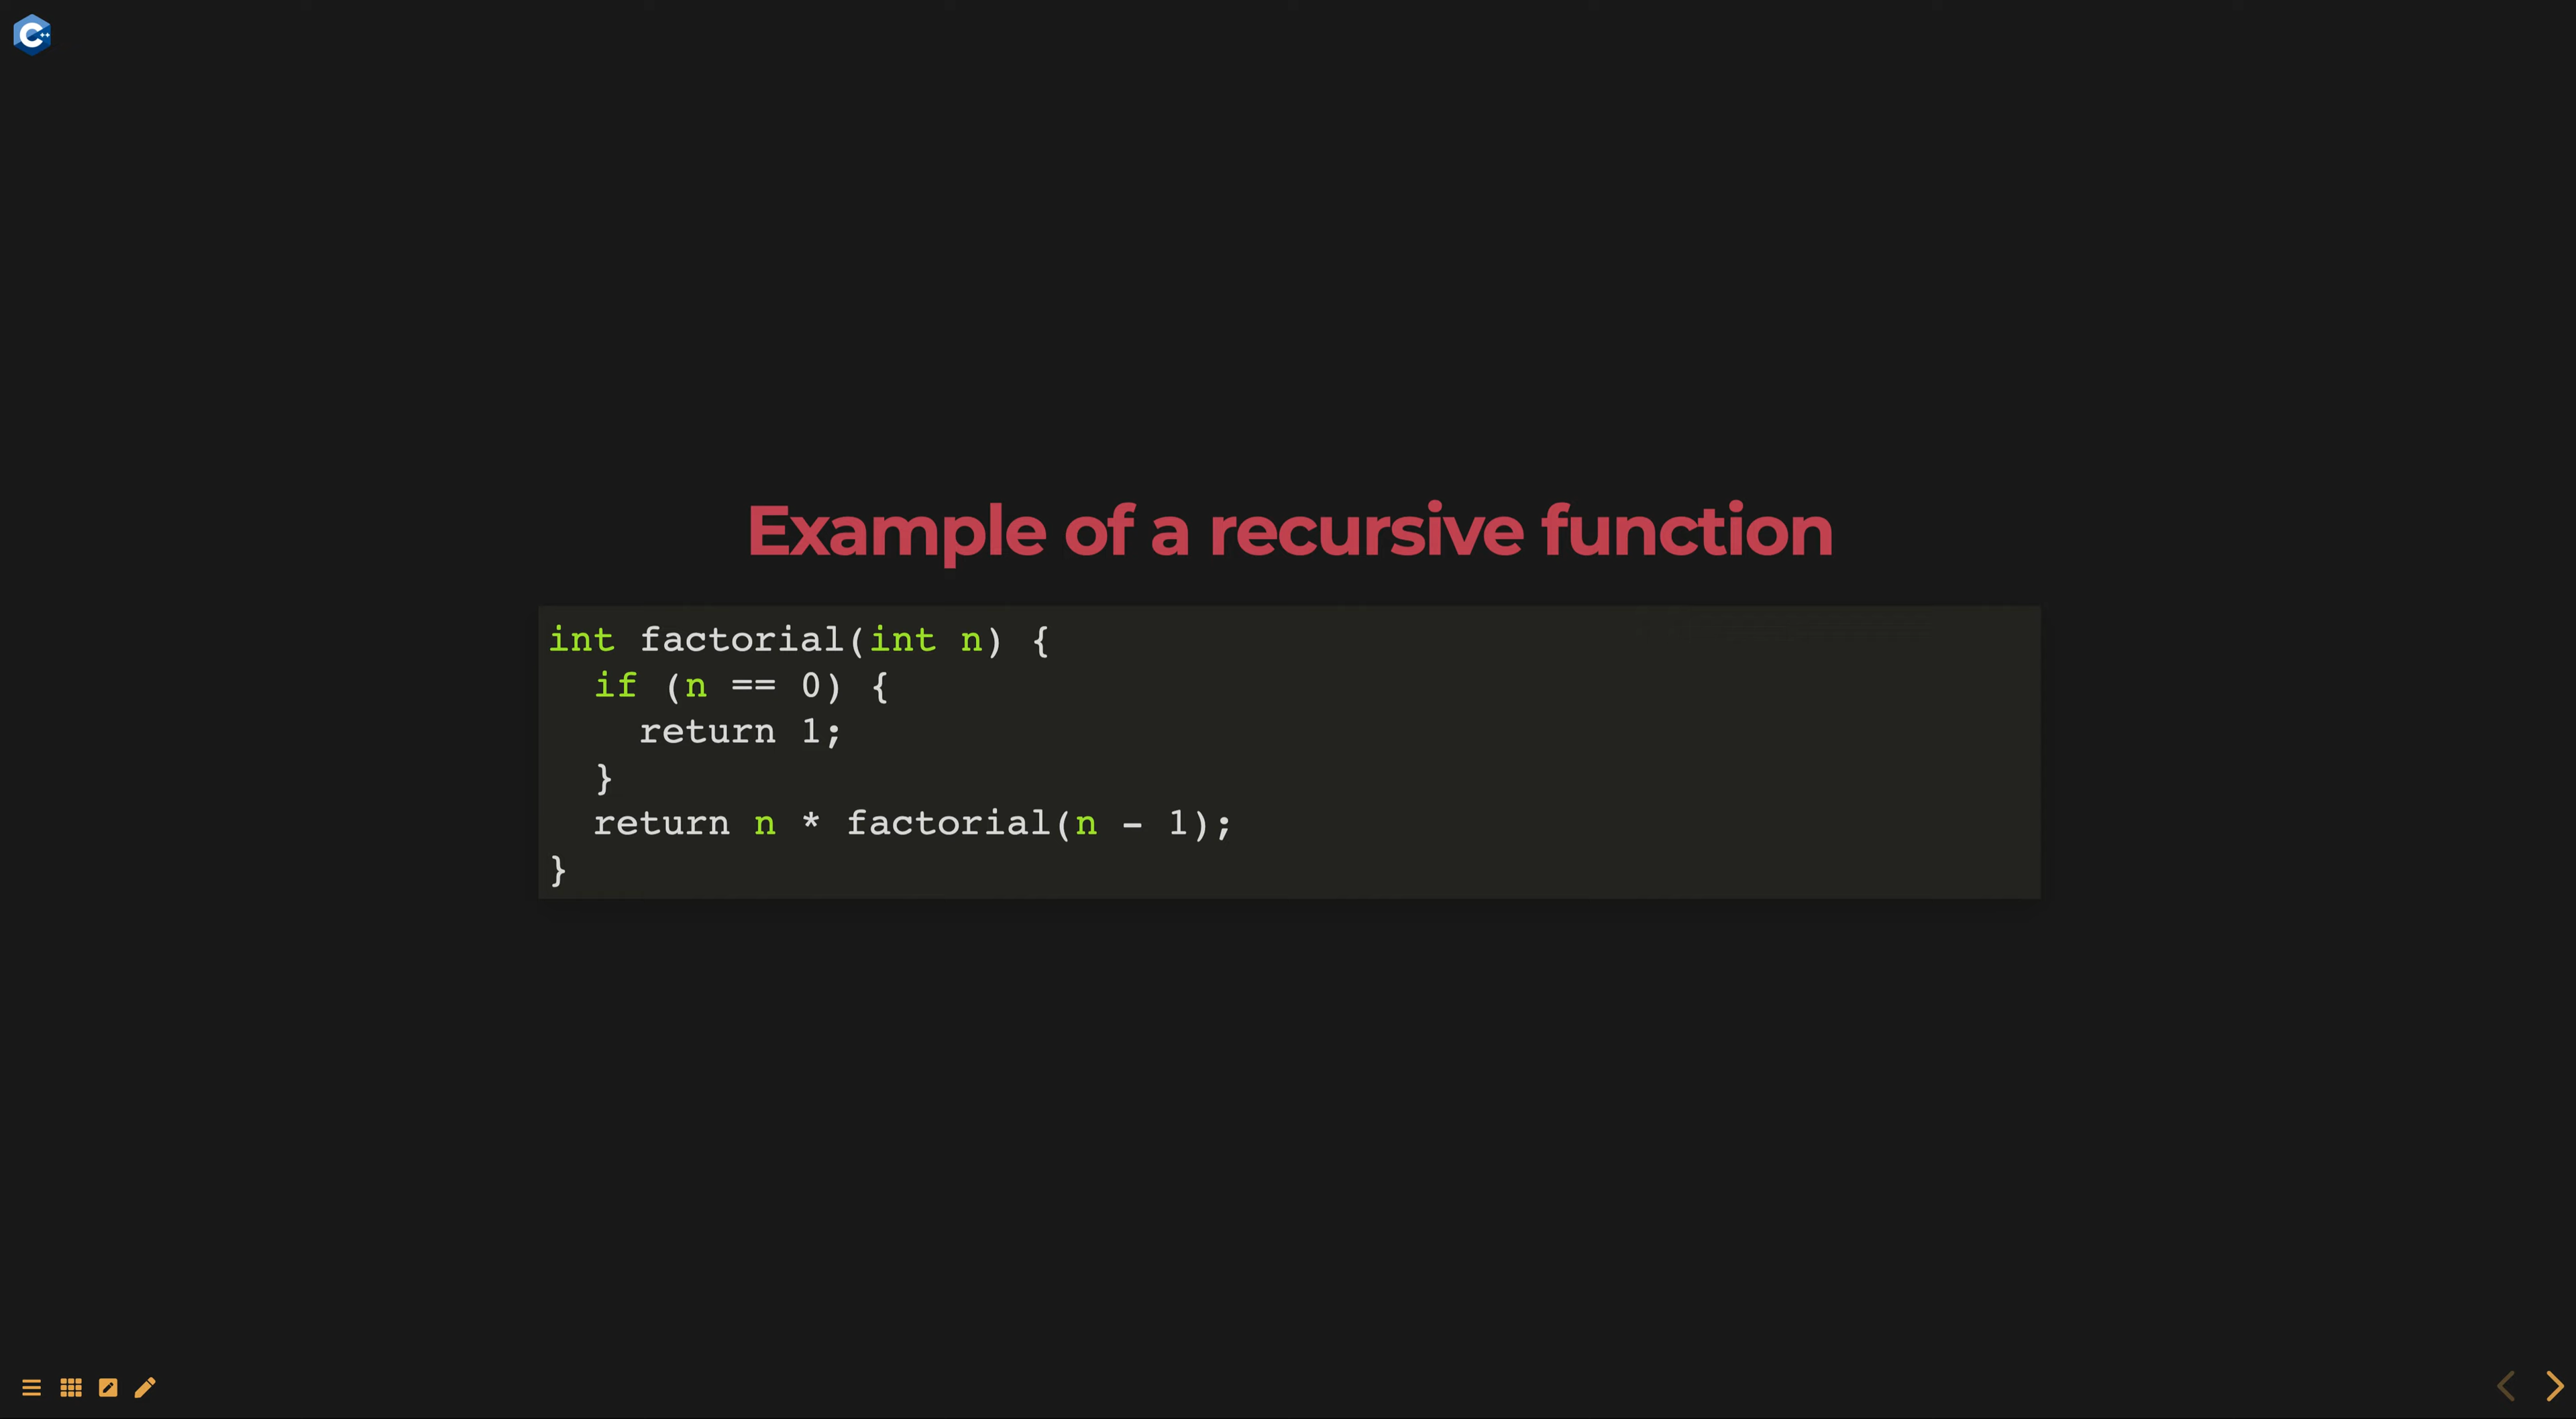 C++
Example of a recursive function
int factorial(int n) {
  if (n == 0) {
    return 1;
  }
  return n * factorial(n - 1);
}